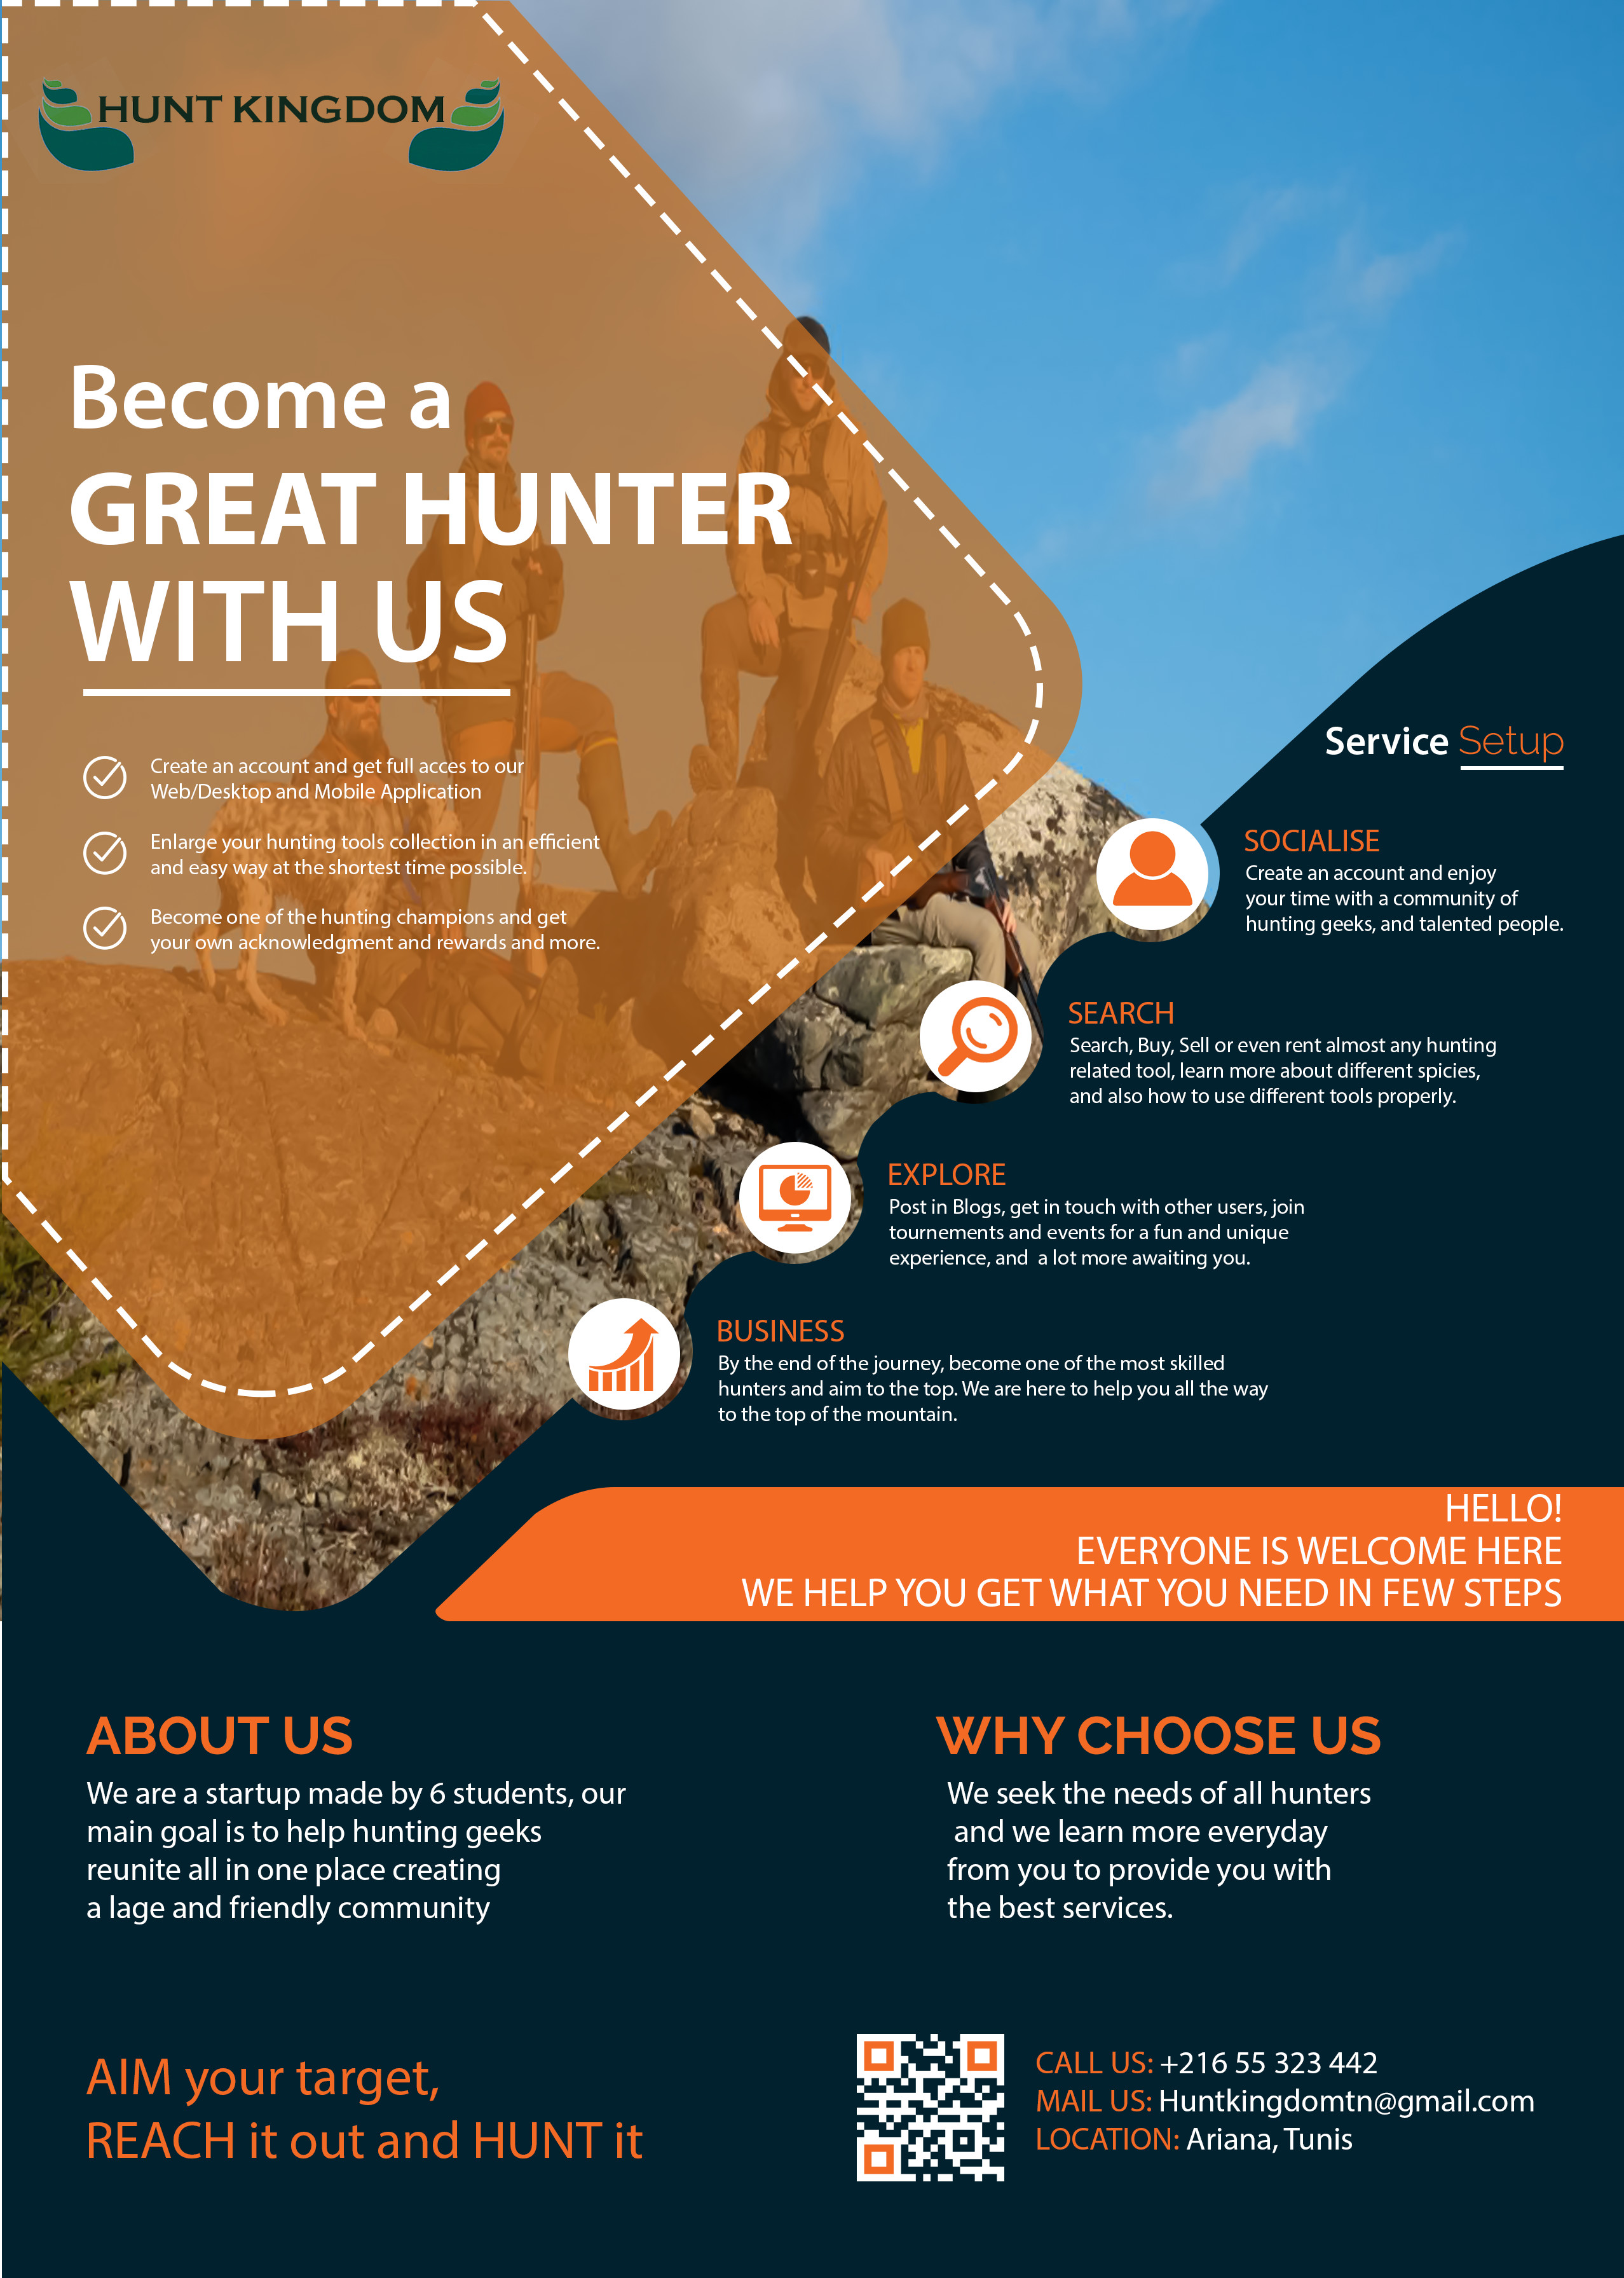 HUNT KINGDOM
Become a
GREAT HUNTER
WITH US
Create an account and get full acces to our
Web/Desktop and Mobile Application
Enlarge your hunting tools collection in an efficient
and easy way at the shortest time possible.
Become one of the hunting champions and get
your own acknowledgment and rewards and more.
Service Setup
SOCIALISE
Create an account and enjoy
your time with a community of
hunting geeks, and talented people.
SEARCH
Search, Buy, Sell or even rent almost any hunting
related tool, learn more about different spicies,
and also how to use different tools properly.
EXPLORE
Post in Blogs, get in touch with other users, join
tournements and events for a fun and unique
experience, and  a lot more awaiting you.
BUSINESS
By the end of the journey, become one of the most skilled
hunters and aim to the top. We are here to help you all the way
to the top of the mountain.
HELLO!
EVERYONE IS WELCOME HERE
WE HELP YOU GET WHAT YOU NEED IN FEW STEPS
ABOUT US
We are a startup made by 6 students, our
main goal is to help hunting geeks
reunite all in one place creating
a lage and friendly community
WHY CHOOSE US
We seek the needs of all hunters
and we learn more everyday
from you to provide you with
the best services.
AIM your target,
REACH it out and HUNT it
CALL US: +216 55 323 442
MAIL US: Huntkingdomtn@gmail.com
LOCATION: Ariana, Tunis